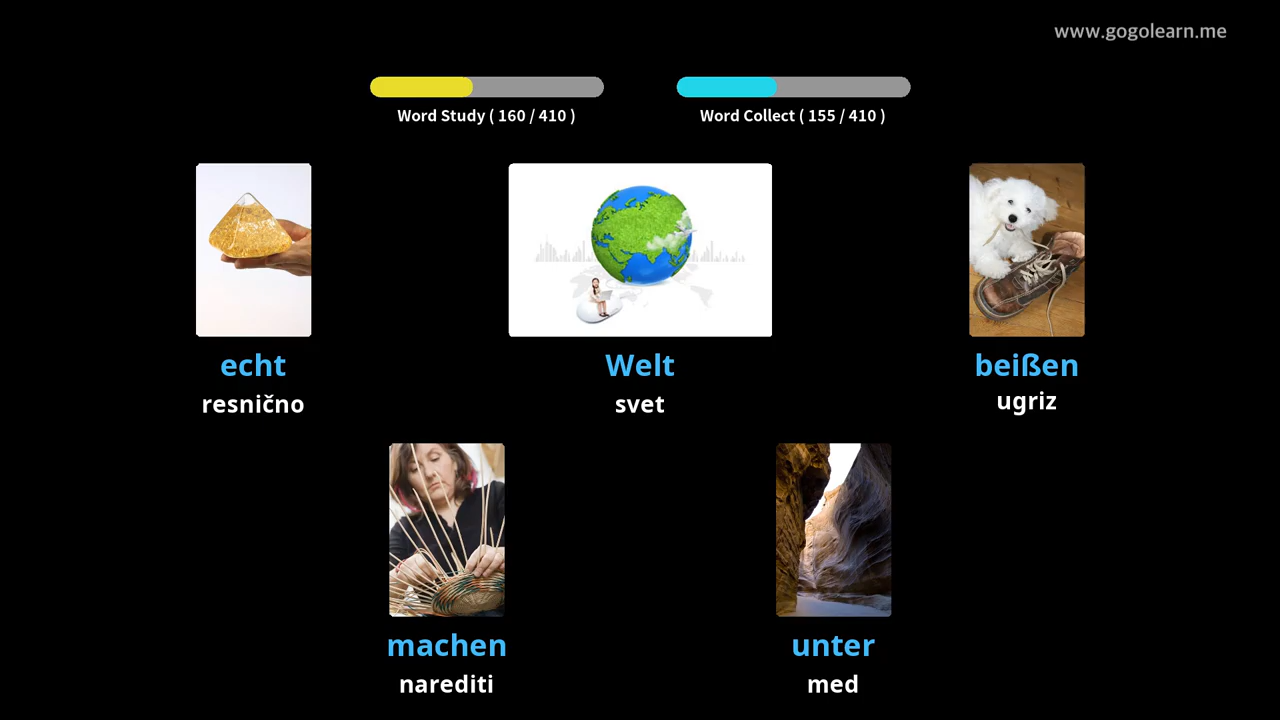 www.gogolearn.me
Word Study ( 160 / 410 )
Word Collect ( 155 / 410 )
echt
resnično
Welt
svet
beißen
ugriz
machen
narediti
unter
med